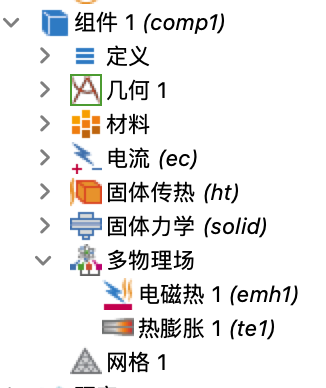 组件 1 (comp1)
定义
几何 1
材料
电流 (ec)
固体传热 (ht)
固体力学 (solid)
多物理场
电磁热 1 (emh1)
热膨胀 1 (te1)
网格 1